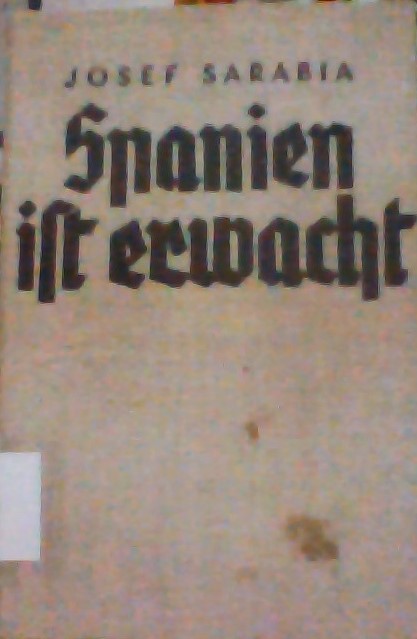 JOSEF SARABIA
Spanien
iſt erwacht